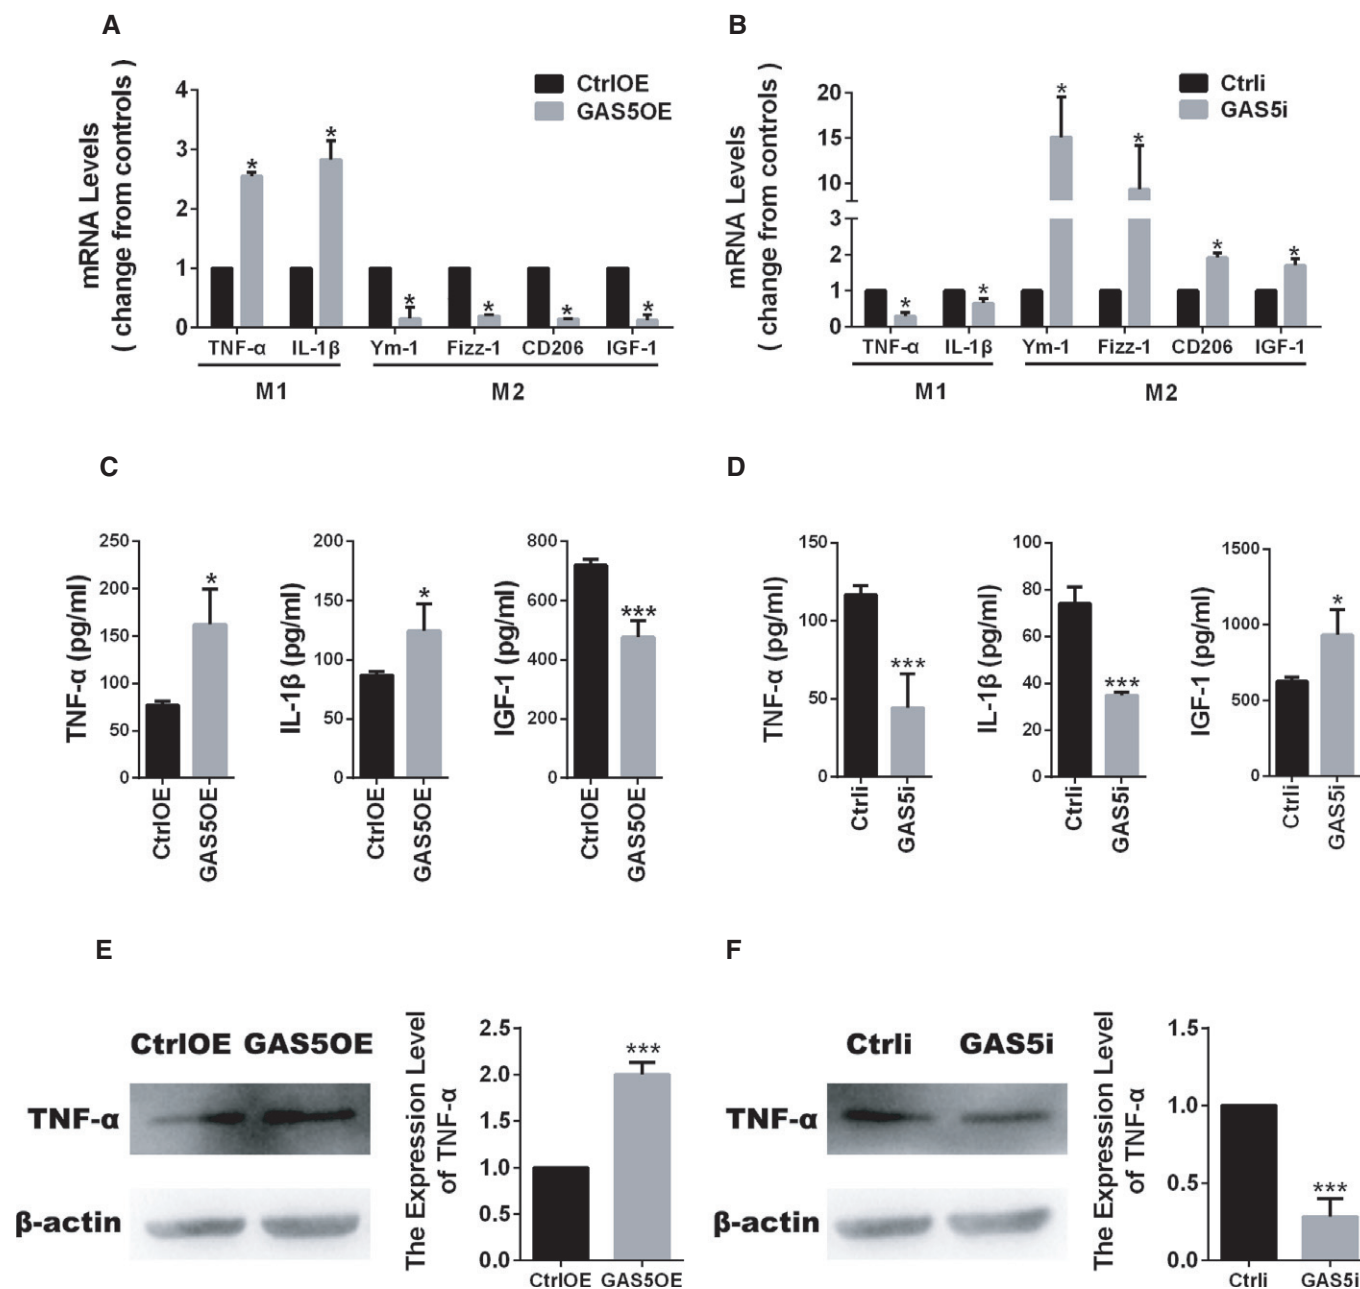 A
mRNA Levels
( change from controls )
4
3
2
1
0
CtrlOE
GAS5OE
*
*
*
*
*
*
TNF-α IL-1β Ym-1 Fizz-1 CD206 IGF-1
M1 M2
B
mRNA Levels
( change from controls )
20
15
10
3
2
1
0
Ctrli
GAS5i
*
*
*
*
*
*
TNF-α IL-1β Ym-1 Fizz-1 CD206 IGF-1
M1 M2
C
TNF-α (pg/ml)
250
200
150
100
50
0
*
CtrlOE
GAS5OE
IL-1β (pg/ml)
200
150
100
50
0
*
CtrlOE
GAS5OE
IGF-1 (pg/ml)
800
600
400
200
0
***
CtrlOE
GAS5OE
D
TNF-α (pg/ml)
150
100
50
0
***
Ctrli
GAS5i
IL-1β (pg/ml)
100
80
60
40
20
0
***
Ctrli
GAS5i
IGF-1 (pg/ml)
1500
1000
500
0
*
Ctrli
GAS5i
E
CtrlOE GAS5OE
TNF-α
β-actin
The Expression Level
of TNF-α
2.5
2.0
1.5
1.0
0.5
0.0
***
CtrlOE GAS5OE
F
Ctrli GAS5i
TNF-α
β-actin
The Expression Level
of TNF-α
1.5
1.0
0.5
0.0
***
Ctrli GAS5i